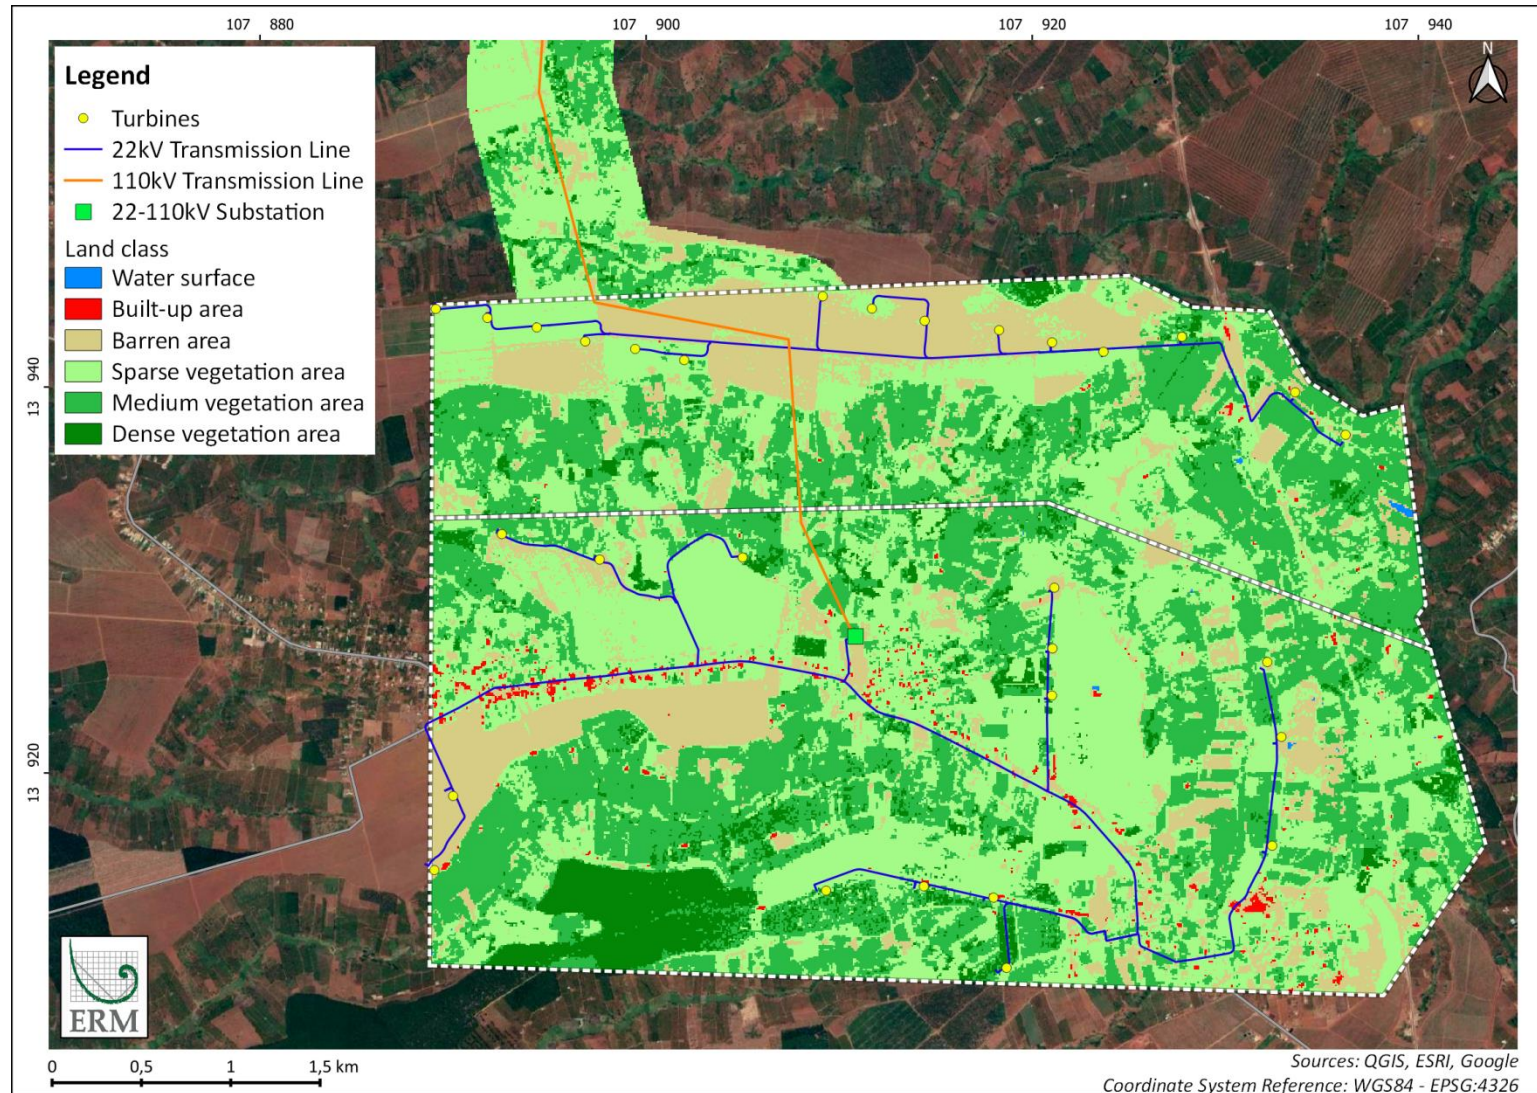 107 880
107 900
107 920
107 940
N
Legend
Turbines
22kV Transmission Line
110kV Transmission Line
22-110kV Substation
Land class
Water surface
Built-up area
Barren area
Sparse vegetation area
Medium vegetation area
Dense vegetation area
13 940
13 920
ERM
0 0,5 1 1,5 km
Sources: QGIS, ESRI, Google
Coordinate System Reference: WGS84 - EPSG:4326